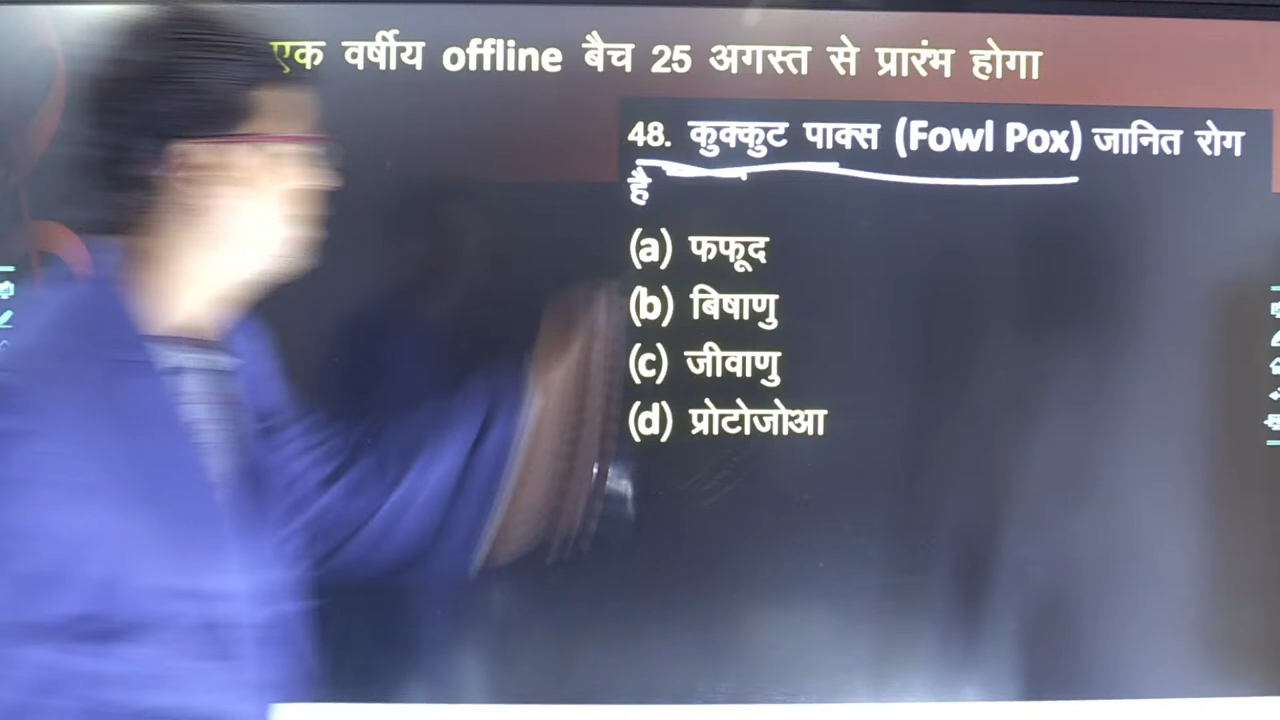 एक वर्षीय offline बैच 25 अगस्त से प्रारंभ होगा
48. कुक्कुट पाक्स (Fowl Pox) जानित रोग
है
(a) फफूद
(b) बिषाणु
(c) जीवाणु
(d) प्रोटोजोआ